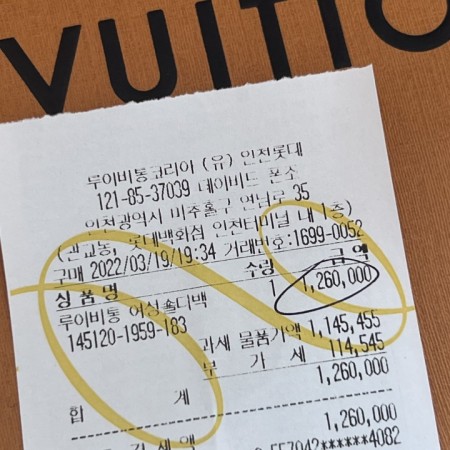 VUITTO
루이비통코리아 (유) 인천롯데
121-85-37039 데이비드 폰소
인천광역시 미추홀구 연남로 35
(관교동, 롯데백화점 인천터미널 내 1층)
구매 2022/03/19/19:34 거래번호:1699-0052
상품명 수량 금액
루이비통 여성숄더백 1 1,260,000
145120-1959-183
과세 물품가액 1,145,455
부 가 세 114,545
1,260,000
합 계
1,260,000
4082